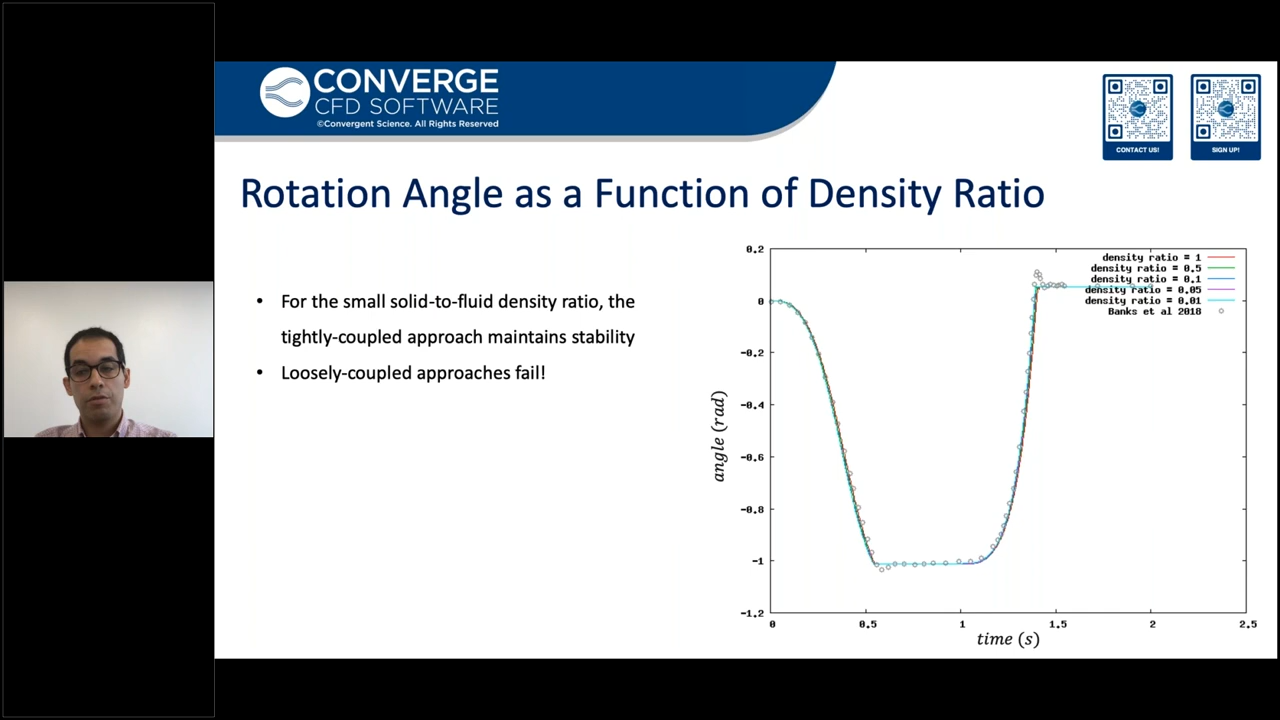 CONVERGE
CFD SOFTWARE
©Convergent Science. All Rights Reserved
CONTACT US!
SIGN UP!
Rotation Angle as a Function of Density Ratio
• For the small solid-to-fluid density ratio, the
tightly-coupled approach maintains stability
• Loosely-coupled approaches fail!
density ratio = 1
density ratio = 0.5
density ratio = 0.1
density ratio = 0.05
density ratio = 0.01
Banks et al 2018
0.2
0
-0.2
-0.4
-0.6
-0.8
-1
-1.2
angle (rad)
0 0.5 1 1.5 2 2.5
time (s)